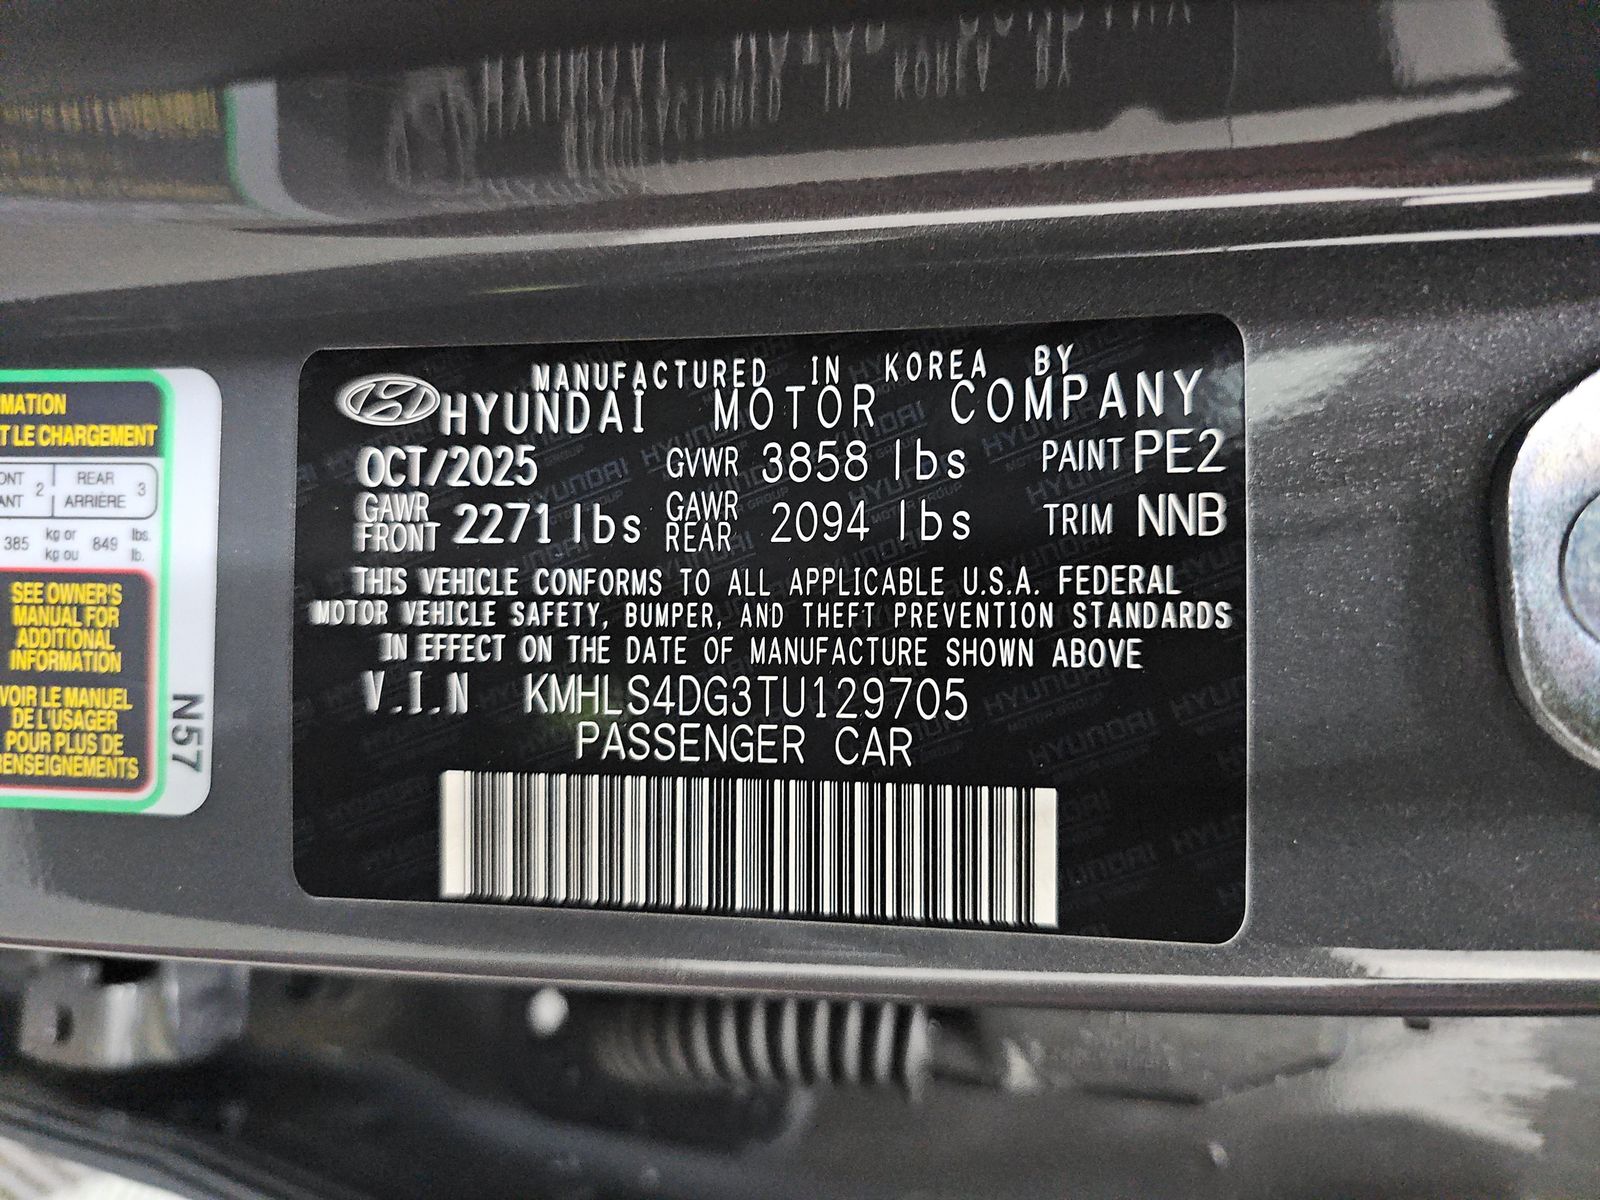 MANUFACTURED IN KOREA BY
HYUNDAI MOTOR COMPANY
OCT/2025 GVWR 3858 lbs PAINT PE2
GAWR FRONT 2271 lbs GAWR REAR 2094 lbs TRIM NNB
THIS VEHICLE CONFORMS TO ALL APPLICABLE U.S.A. FEDERAL
MOTOR VEHICLE SAFETY, BUMPER, AND THEFT PREVENTION STANDARDS
IN EFFECT ON THE DATE OF MANUFACTURE SHOWN ABOVE
V.I.N KMHLS4DG3TU129705
PASSENGER CAR
LE CHARGEMENT
2 REAR 3
ARRIÈRE
385 kg or 849 lbs.
kg ou lb.
SEE OWNER'S
MANUAL FOR
ADDITIONAL
INFORMATION
VOIR LE MANUEL
DE L'USAGER
POUR PLUS DE
RENSEIGNEMENTS
N57